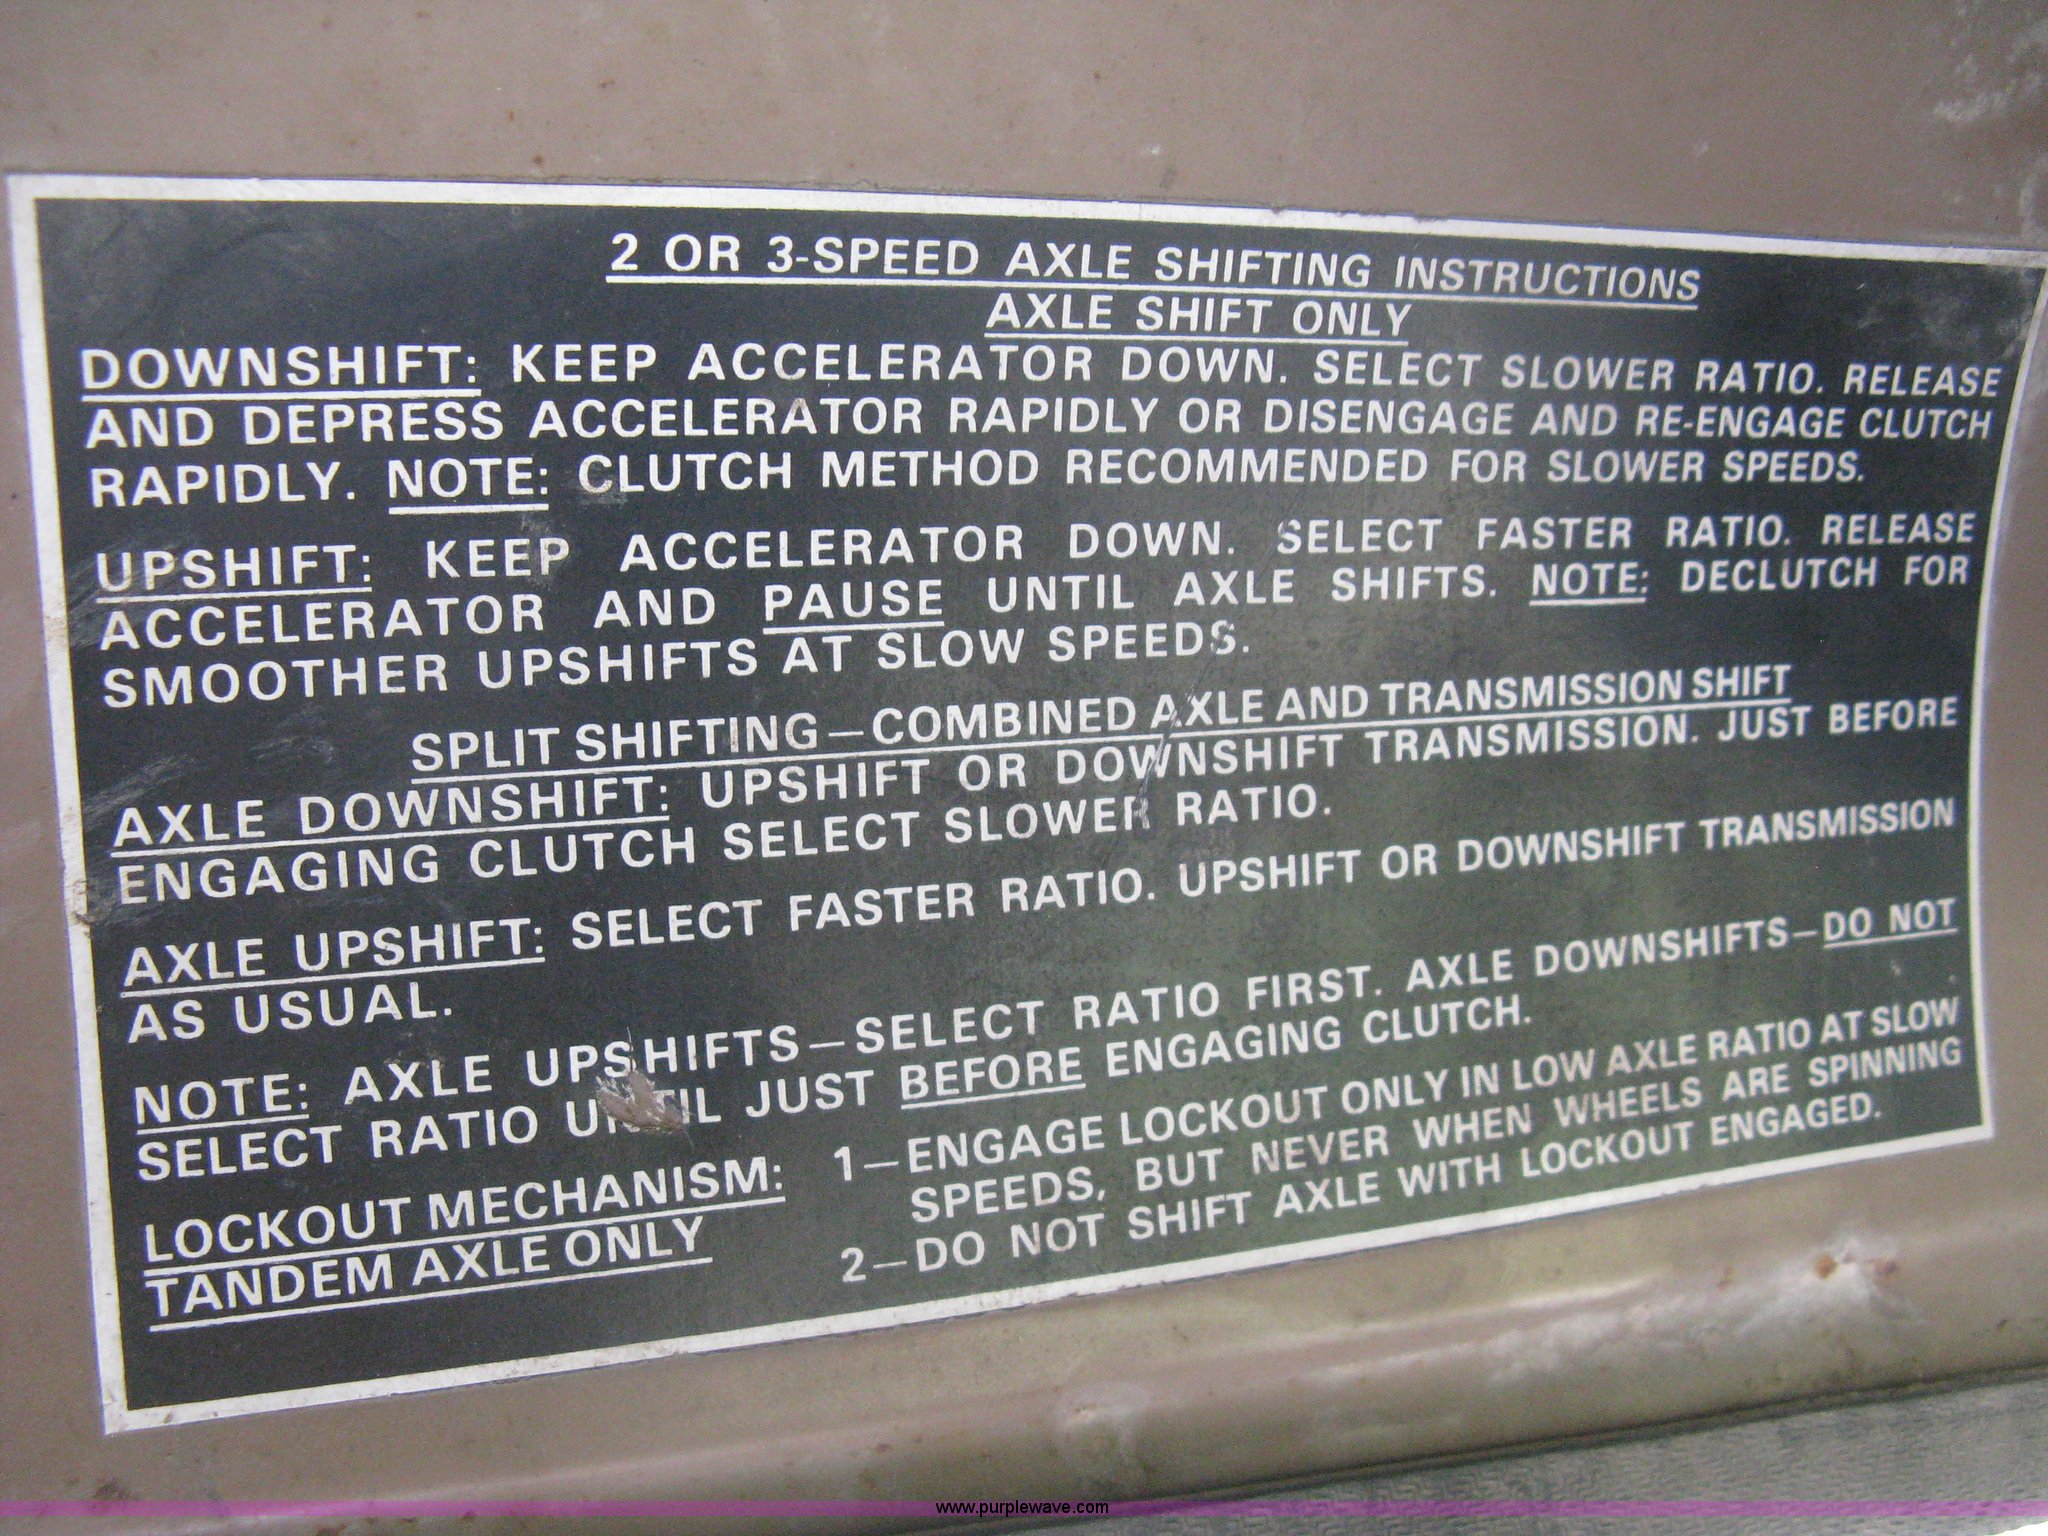 2 OR 3-SPEED AXLE SHIFTING INSTRUCTIONS
AXLE SHIFT ONLY
DOWNSHIFT: KEEP ACCELERATOR DOWN. SELECT SLOWER RATIO. RELEASE
AND DEPRESS ACCELERATOR RAPIDLY OR DISENGAGE AND RE-ENGAGE CLUTCH
RAPIDLY. NOTE: CLUTCH METHOD RECOMMENDED FOR SLOWER SPEEDS.
UPSHIFT: KEEP ACCELERATOR DOWN. SELECT FASTER RATIO. RELEASE
ACCELERATOR AND PAUSE UNTIL AXLE SHIFTS. NOTE: DECLUTCH FOR
SMOOTHER UPSHIFTS AT SLOW SPEEDS.
SPLIT SHIFTING—COMBINED AXLE AND TRANSMISSION SHIFT
AXLE DOWNSHIFT: UPSHIFT OR DOWNSHIFT TRANSMISSION. JUST BEFORE
ENGAGING CLUTCH SELECT SLOWER RATIO.
AXLE UPSHIFT: SELECT FASTER RATIO. UPSHIFT OR DOWNSHIFT TRANSMISSION
AS USUAL.
NOTE: AXLE UPSHIFTS—SELECT RATIO FIRST. AXLE DOWNSHIFTS—DO NOT
SELECT RATIO UNTIL JUST BEFORE ENGAGING CLUTCH.
LOCKOUT MECHANISM:
TANDEM AXLE ONLY
1—ENGAGE LOCKOUT ONLY IN LOW AXLE RATIO AT SLOW
SPEEDS, BUT NEVER WHEN WHEELS ARE SPINNING
2—DO NOT SHIFT AXLE WITH LOCKOUT ENGAGED.
www.purplewave.com